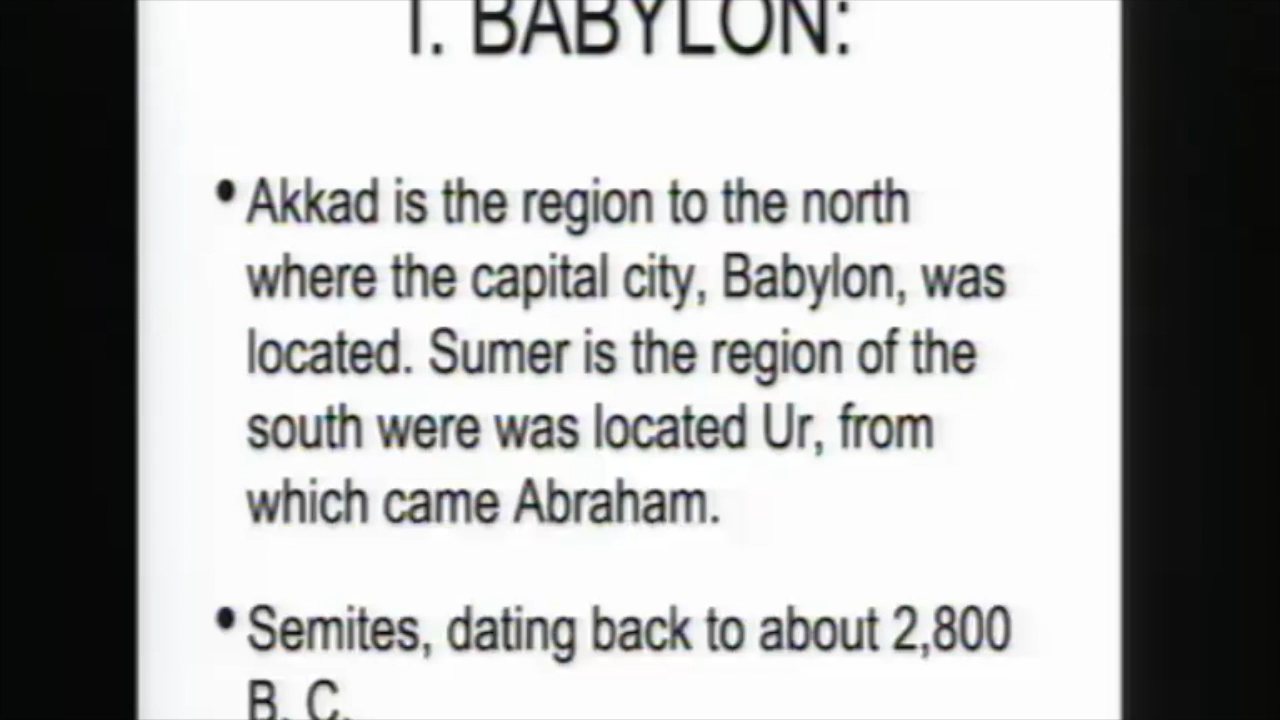 I. BABYLON:
• Akkad is the region to the north
where the capital city, Babylon, was
located. Sumer is the region of the
south were was located Ur, from
which came Abraham.
• Semites, dating back to about 2,800
B. C.